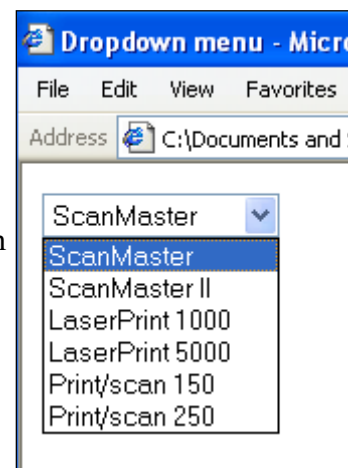 Dropdown menu - Micro
File Edit View Favorites
Address C:\Documents and
ScanMaster
ScanMaster
ScanMaster II
LaserPrint 1000
LaserPrint 5000
Print/scan 150
Print/scan 250